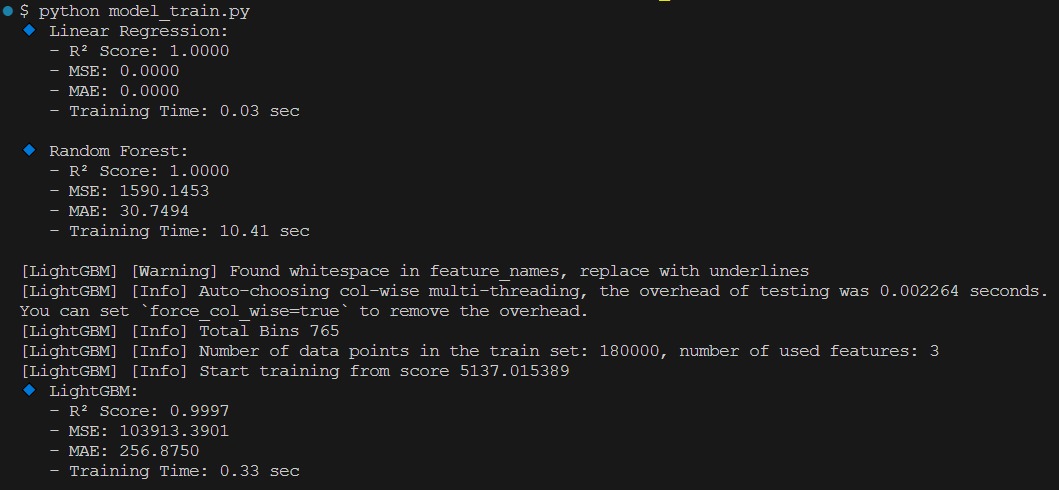 $ python model_train.py
Linear Regression:
- R² Score: 1.0000
- MSE: 0.0000
- MAE: 0.0000
- Training Time: 0.03 sec
Random Forest:
- R² Score: 1.0000
- MSE: 1590.1453
- MAE: 30.7494
- Training Time: 10.41 sec
[LightGBM] [Warning] Found whitespace in feature_names, replace with underlines
[LightGBM] [Info] Auto-choosing col-wise multi-threading, the overhead of testing was 0.002264 seconds.
You can set `force_col_wise=true` to remove the overhead.
[LightGBM] [Info] Total Bins 765
[LightGBM] [Info] Number of data points in the train set: 180000, number of used features: 3
[LightGBM] [Info] Start training from score 5137.015389
LightGBM:
- R² Score: 0.9997
- MSE: 103913.3901
- MAE: 256.8750
- Training Time: 0.33 sec